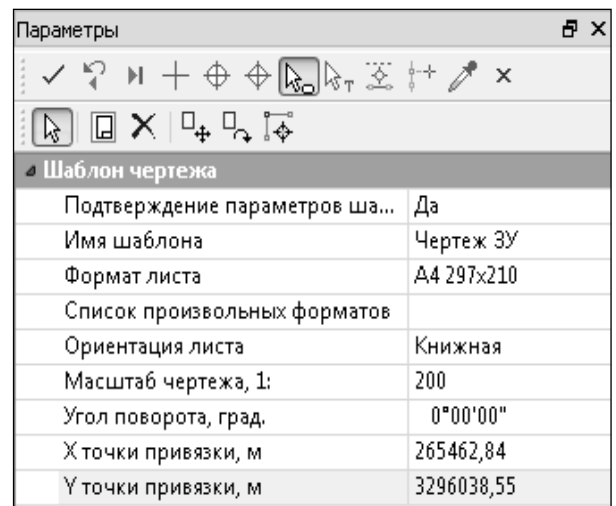 Параметры
Шаблон чертежа
Подтверждение параметров ша... Да
Имя шаблона Чертеж ЗУ
Формат листа А4 297х210
Список произвольных форматов
Ориентация листа Книжная
Масштаб чертежа, 1: 200
Угол поворота, град. 0°00'00"
X точки привязки, м 265462,84
Y точки привязки, м 3296038,55